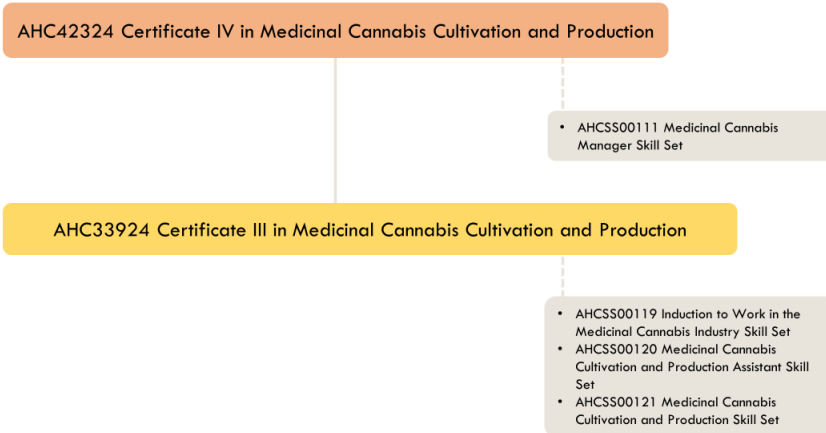 AHC42324 Certificate IV in Medicinal Cannabis Cultivation and Production
• AHCSS00111 Medicinal Cannabis
Manager Skill Set
AHC33924 Certificate III in Medicinal Cannabis Cultivation and Production
• AHCSS00119 Induction to Work in the
Medicinal Cannabis Industry Skill Set
• AHCSS00120 Medicinal Cannabis
Cultivation and Production Assistant Skill
Set
• AHCSS00121 Medicinal Cannabis
Cultivation and Production Skill Set